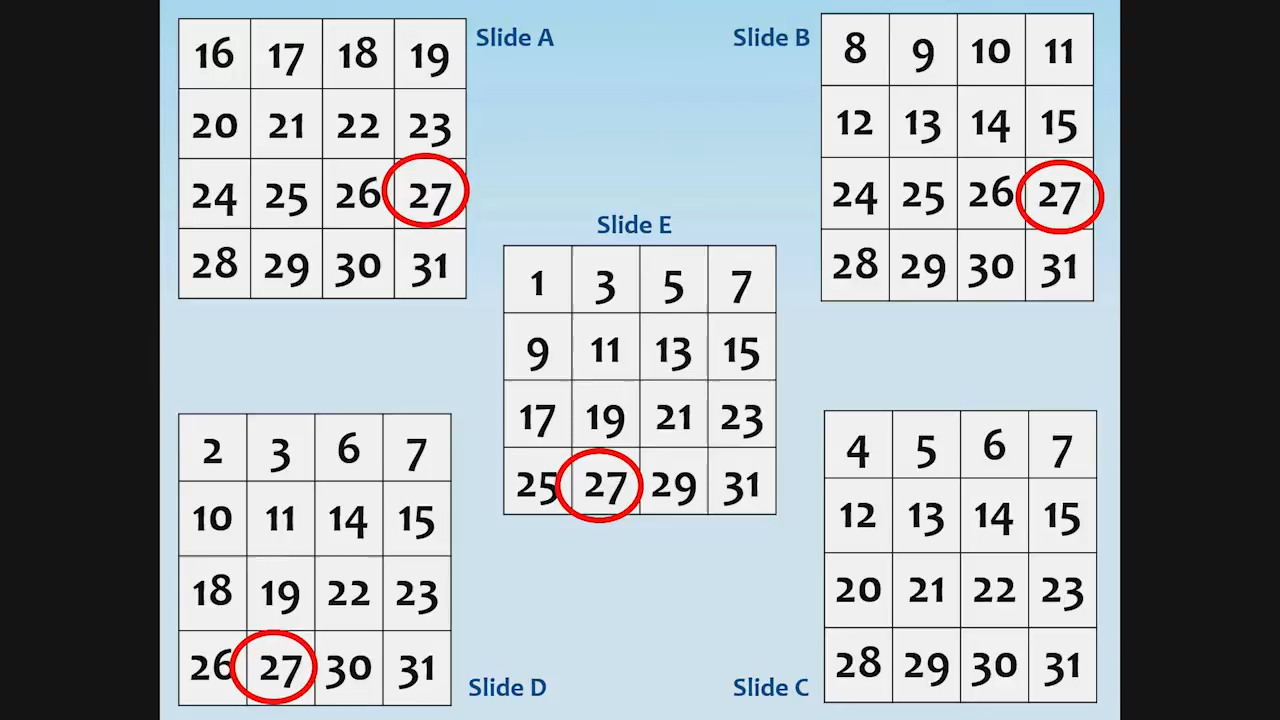 Slide A
16 17 18 19
20 21 22 23
24 25 26 27
28 29 30 31
Slide B
8 9 10 11
12 13 14 15
24 25 26 27
28 29 30 31
Slide E
1 3 5 7
9 11 13 15
17 19 21 23
25 27 29 31
2 3 6 7
10 11 14 15
18 19 22 23
26 27 30 31
Slide D
4 5 6 7
12 13 14 15
20 21 22 23
28 29 30 31
Slide C